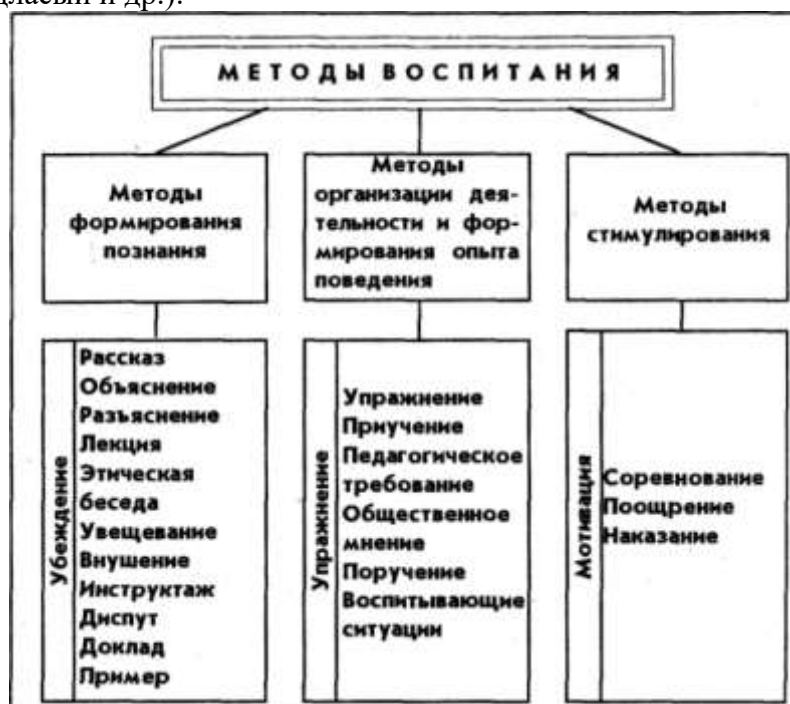 и др.).
МЕТОДЫ ВОСПИТАНИЯ
Методы
формирования
познания
Методы
организации дея-
тельности и фор-
мирования опыта
поведения
Методы
стимулирования
Убеждение
Рассказ
Объяснение
Разъяснение
Лекция
Этическая
беседа
Увещевание
Внушение
Инструктаж
Диспут
Доклад
Пример
Упражнение
Упражнение
Приучение
Педагогическое
требование
Общественное
мнение
Поручение
Воспитывающие
ситуации
Мотивация
Соревнование
Поощрение
Наказание